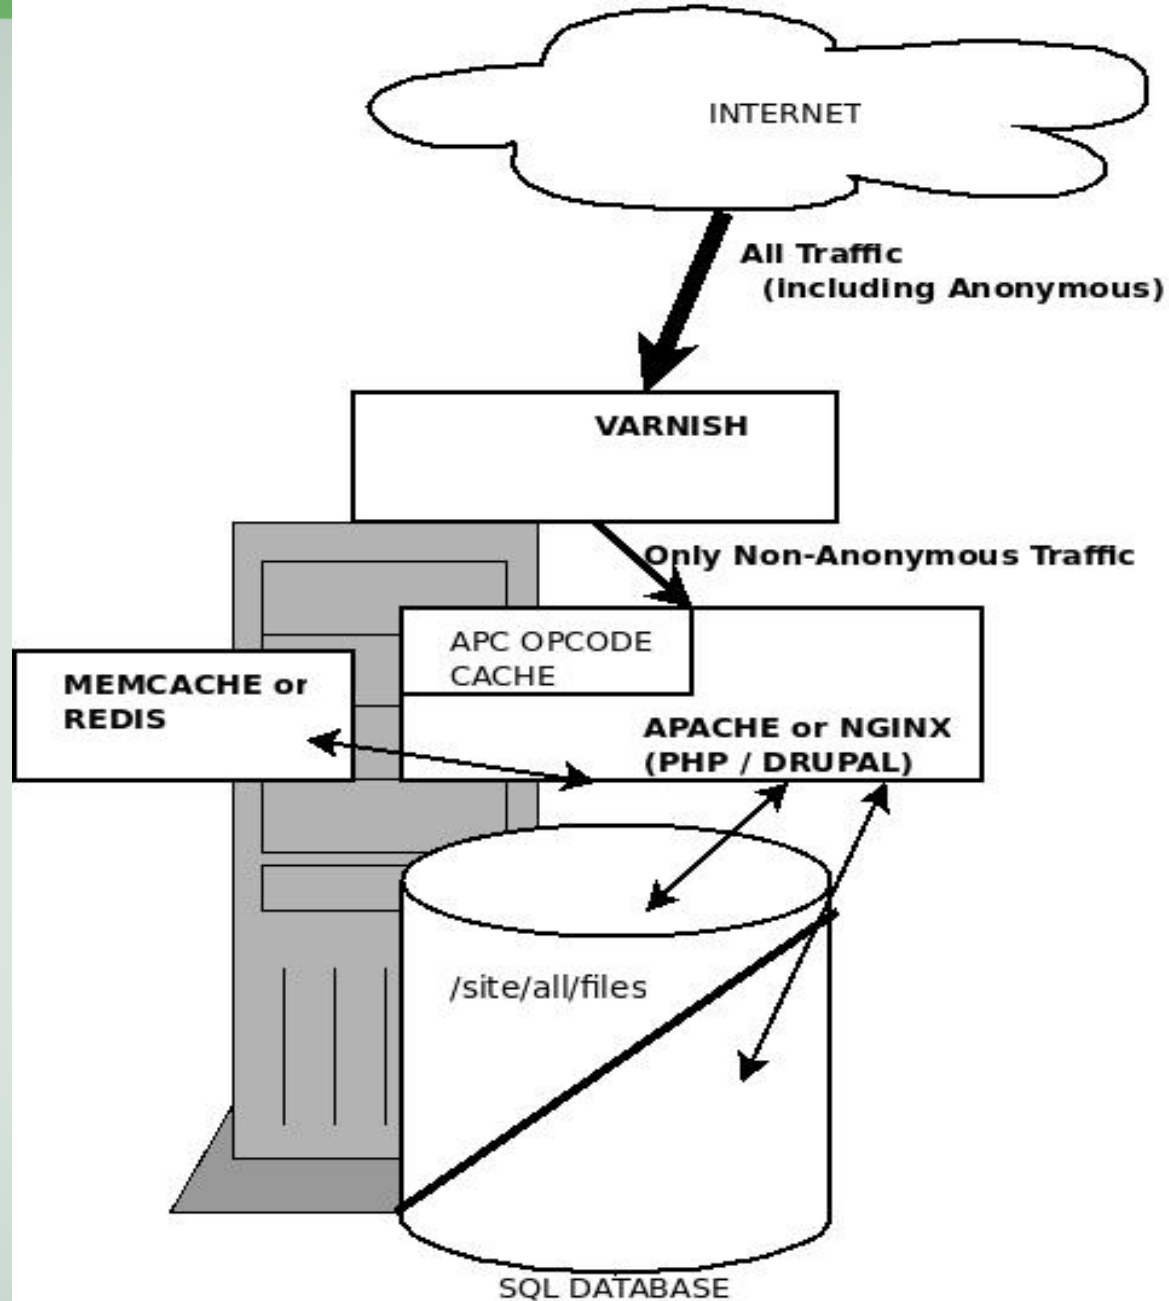 INTERNET
All Traffic
(including Anonymous)
VARNISH
Only Non-Anonymous Traffic
APC OPCODE
CACHE
MEMCACHE or
REDIS
APACHE or NGINX
(PHP / DRUPAL)
/site/all/files
SQL DATABASE